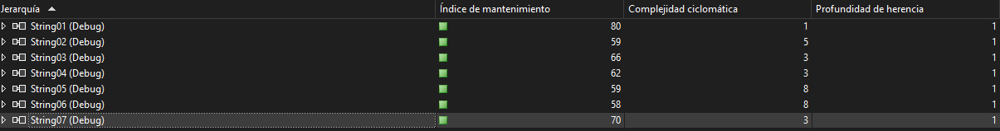 Jerarquía Índice de mantenimiento Complejidad ciclomática Profundidad de herencia
String01 (Debug) 80 1 1
String02 (Debug) 59 5 1
String03 (Debug) 66 3 1
String04 (Debug) 62 3 1
String05 (Debug) 59 8 1
String06 (Debug) 58 8 1
String07 (Debug) 70 3 1